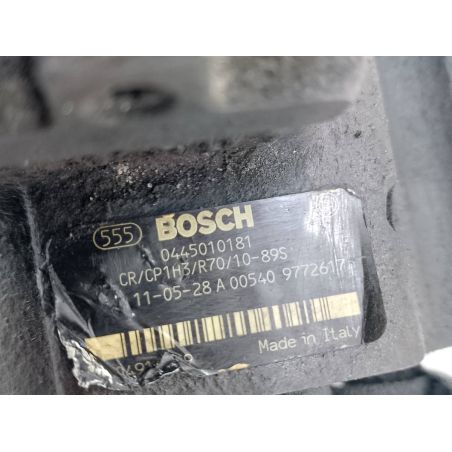 555 BOSCH
0445010181
CR/CP1H3/R70/10-89S
11-05-28 A 00540 9772617
Made in Italy